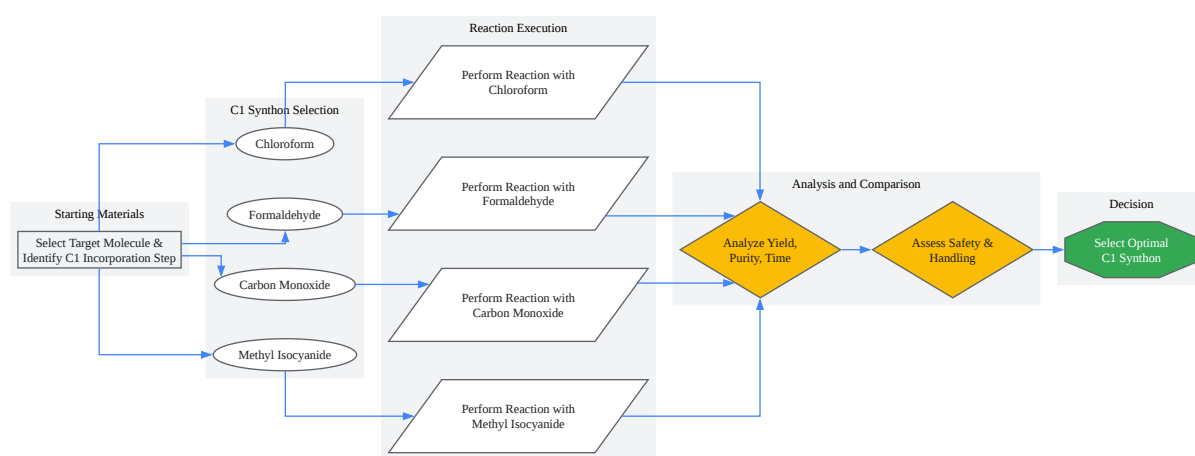 Reaction Execution
Perform Reaction with
Chloroform
C1 Synthon Selection
Chloroform
Perform Reaction with
Formaldehyde
Analysis and Comparison
Decision
Starting Materials
Formaldehyde
Select Target Molecule &
Identify C1 Incorporation Step
Analyze Yield,
Purity, Time
Assess Safety &
Handling
Select Optimal
C1 Synthon
Carbon Monoxide
Perform Reaction with
Carbon Monoxide
Methyl Isocyanide
Perform Reaction with
Methyl Isocyanide